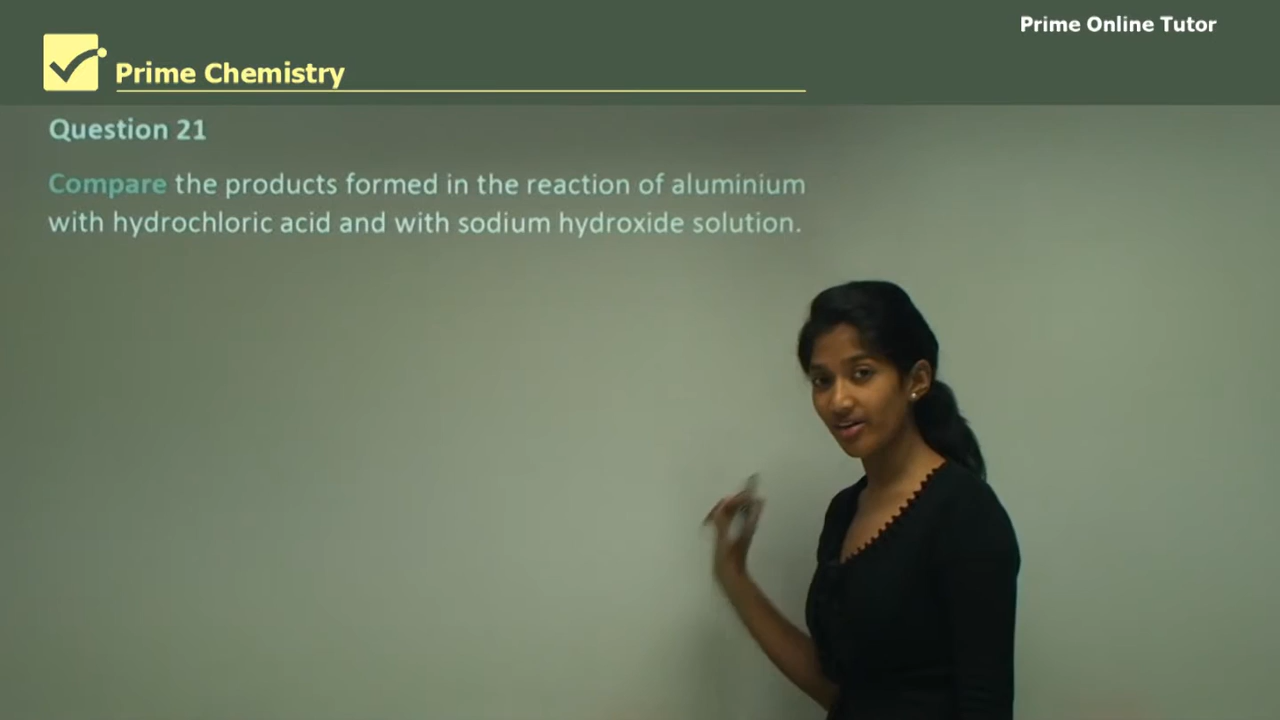 Prime Online Tutor
Prime Chemistry
Question 21
Compare the products formed in the reaction of aluminium
with hydrochloric acid and with sodium hydroxide solution.